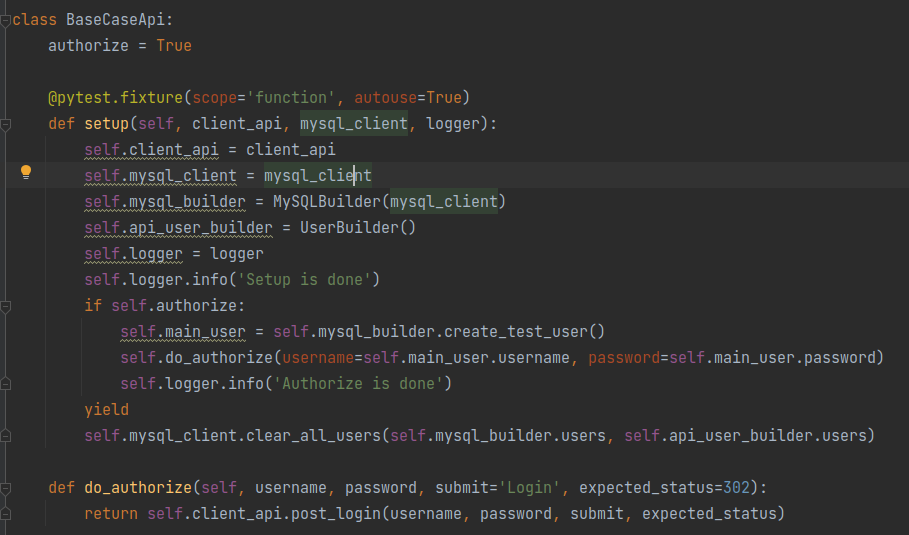 class BaseCaseApi:
    authorize = True

    @pytest.fixture(scope='function', autouse=True)
    def setup(self, client_api, mysql_client, logger):
        self.client_api = client_api
        self.mysql_client = mysql_client
        self.mysql_builder = MySQLBuilder(mysql_client)
        self.api_user_builder = UserBuilder()
        self.logger = logger
        self.logger.info('Setup is done')
        if self.authorize:
            self.main_user = self.mysql_builder.create_test_user()
            self.do_authorize(username=self.main_user.username, password=self.main_user.password)
            self.logger.info('Authorize is done')
        yield
        self.mysql_client.clear_all_users(self.mysql_builder.users, self.api_user_builder.users)

    def do_authorize(self, username, password, submit='Login', expected_status=302):
        return self.client_api.post_login(username, password, submit, expected_status)